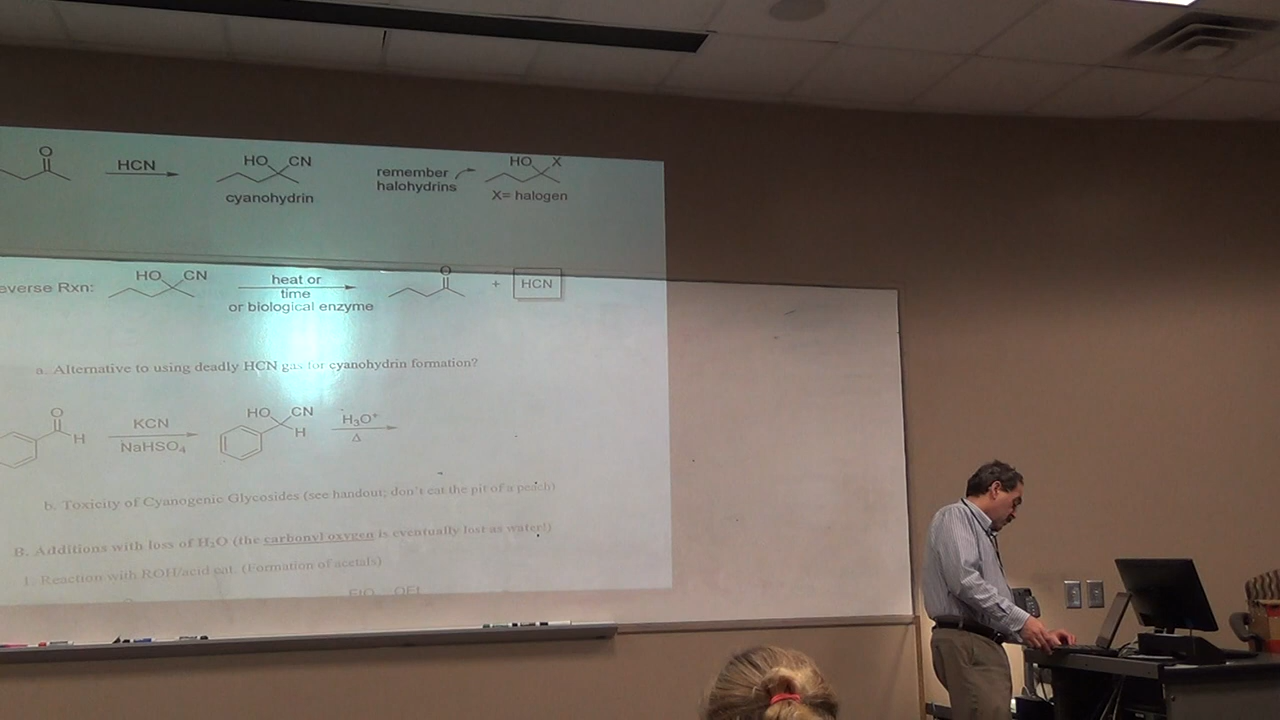 O
HCN
HO CN
cyanohydrin
remember
halohydrins
HO X
X= halogen
everse Rxn:
HO CN
heat or
time
or biological enzyme
O
+
HCN
a. Alternative to using deadly HCN gas for cyanohydrin formation?
O
H
KCN
NaHSO₄
HO CN
H
H₃O⁺
Δ
b. Toxicity of Cyanogenic Glycosides (see handout; don't eat the pit of a peach)
B. Additions with loss of H₂O (the carbonyl oxygen is eventually lost as water!)
1. Reaction with ROH/acid cat. (Formation of acetals)
EtO OEt